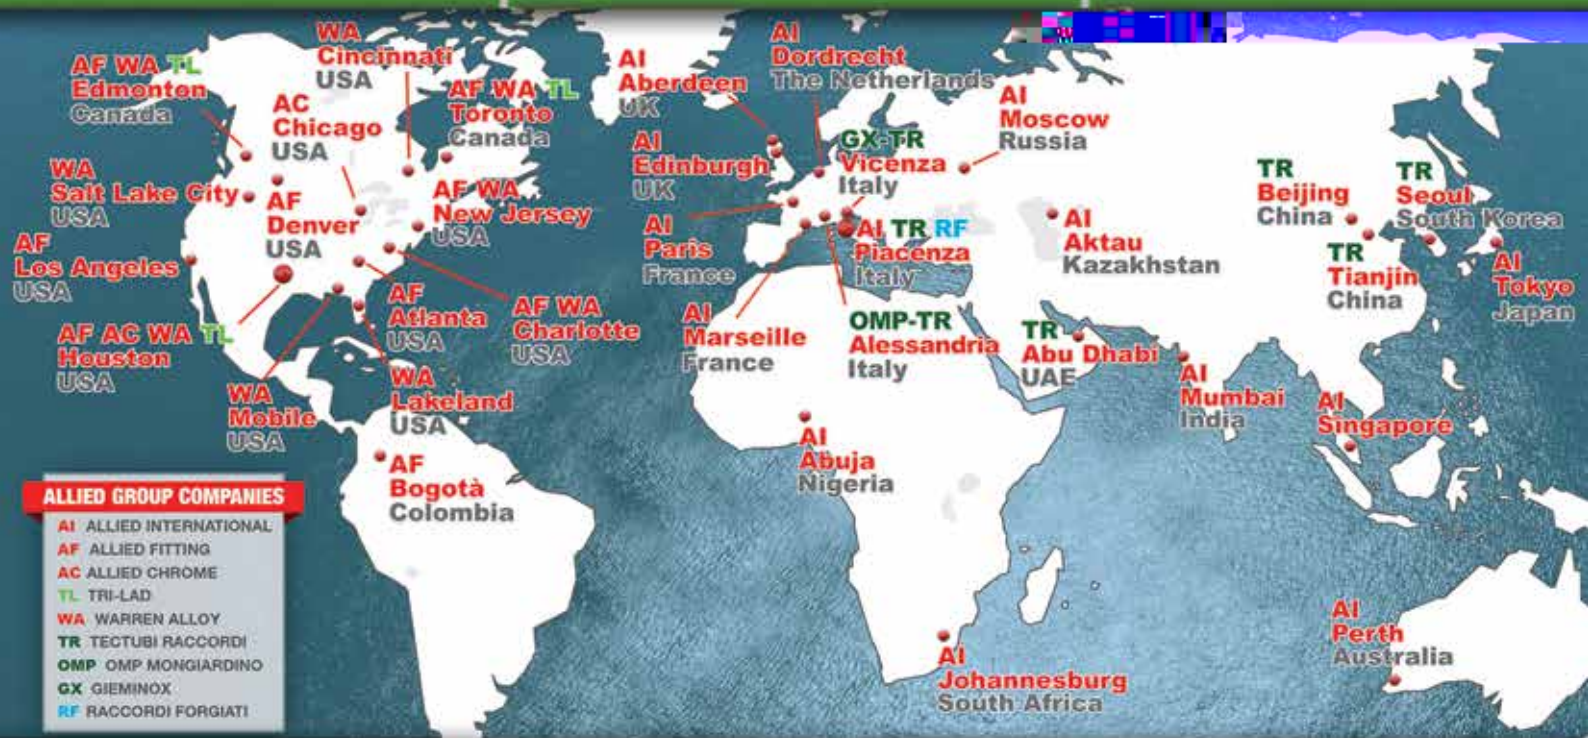 AF WA TL
Edmonton
Canada
WA
Cincinnati
USA
AC
Chicago
USA
AF WA TL
Toronto
Canada
WA
Salt Lake City
USA
AF
Denver
USA
AF WA
New Jersey
USA
AF
Los Angeles
USA
AF AC WA TL
Houston
USA
AF
Atlanta
USA
AF WA
Charlotte
USA
WA
Mobile
USA
WA
Lakeland
USA
AF
Bogotà
Colombia
AI
Aberdeen
UK
AI
Dordrecht
The Netherlands
AI
Edinburgh
UK
GX-TR
Vicenza
Italy
AI
Moscow
Russia
AI
Paris
France
AI TR RF
Piacenza
Italy
AI
Marseille
France
OMP-TR
Alessandria
Italy
AI
Aktau
Kazakhstan
TR
Abu Dhabi
UAE
TR
Beijing
China
TR
Seoul
South Korea
TR
Tianjin
China
AI
Tokyo
Japan
AI
Mumbai
India
AI
Singapore
AI
Abuja
Nigeria
AI
Johannesburg
South Africa
AI
Perth
Australia
ALLIED GROUP COMPANIES
AI ALLIED INTERNATIONAL
AF ALLIED FITTING
AC ALLIED CHROME
TL TRI-LAD
WA WARREN ALLOY
TR TECTUBI RACCORDI
OMP OMP MONGIARDINO
GX GIEMINOX
RF RACCORDI FORGIATI